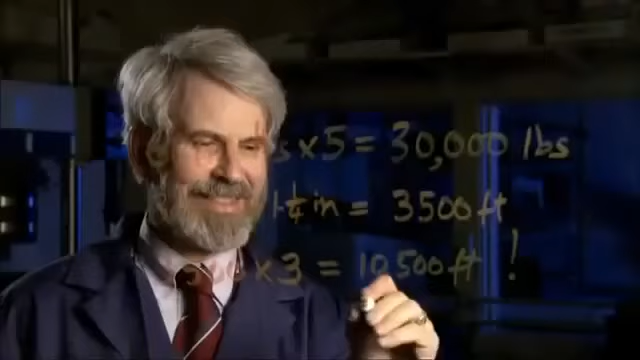 x5 = 30,000 lbs
1¼ in = 3500 ft
x3 = 10,500 ft !